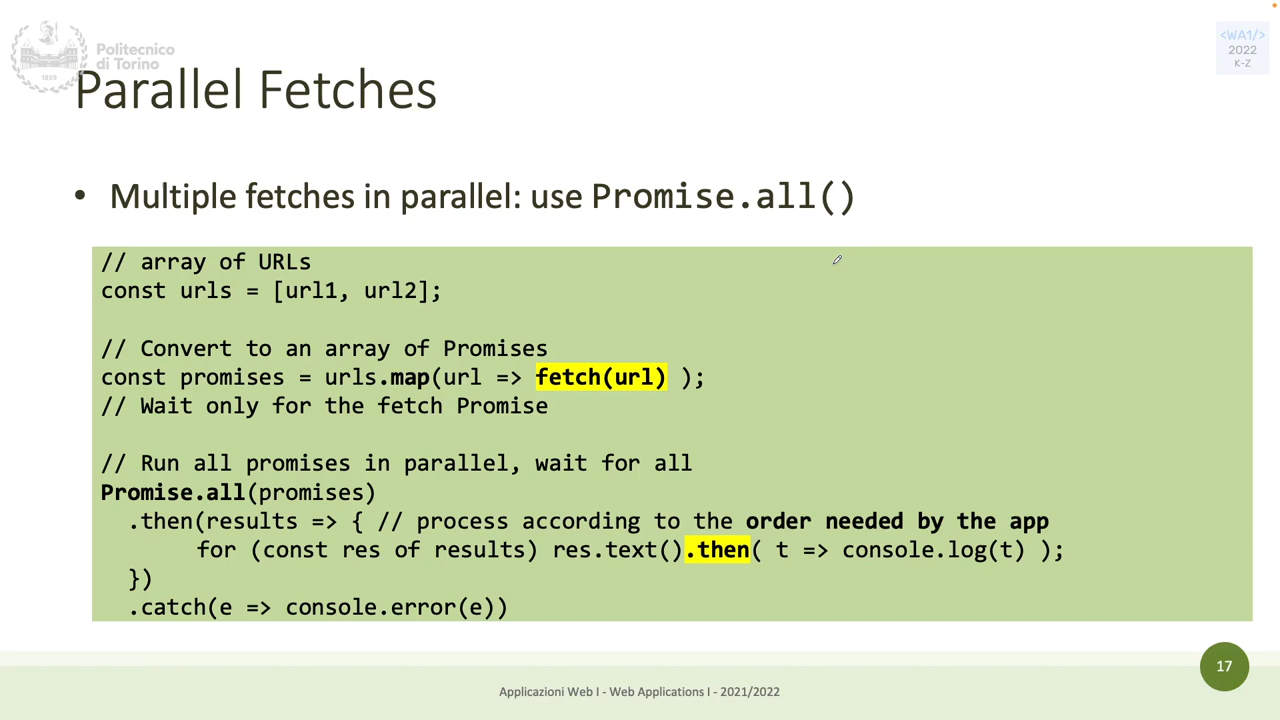 Politecnico
di Torino
1859
<WA1/>
2022
K-Z
Parallel Fetches
• Multiple fetches in parallel: use Promise.all()
// array of URLs
const urls = [url1, url2];
// Convert to an array of Promises
const promises = urls.map(url => fetch(url) );
// Wait only for the fetch Promise
// Run all promises in parallel, wait for all
Promise.all(promises)
.then(results => { // process according to the order needed by the app
for (const res of results) res.text().then( t => console.log(t) );
})
.catch(e => console.error(e))
17
Applicazioni Web I - Web Applications I - 2021/2022